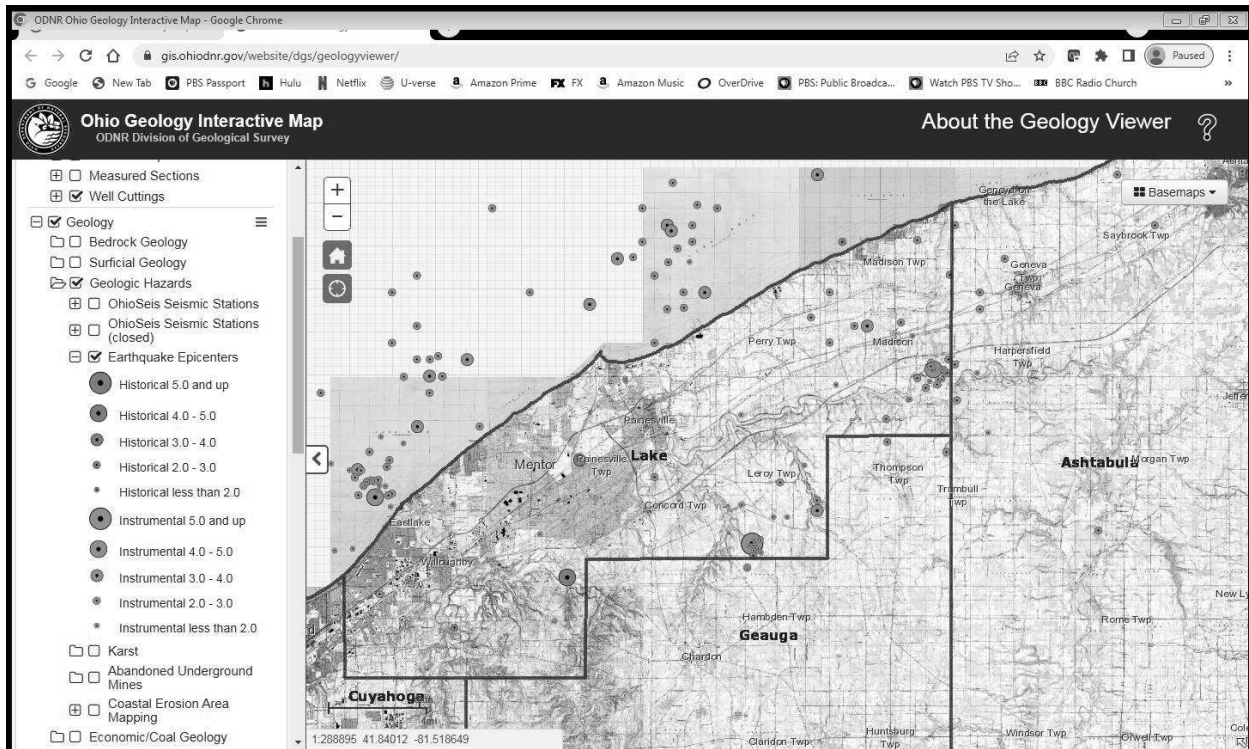 ODNR Ohio Geology Interactive Map - Google Chrome
gis.ohiodnr.gov/website/dgs/geologyviewer/
Paused
Google
New Tab
PBS Passport
Hulu
Netflix
U-verse
Amazon Prime
FX
Amazon Music
OverDrive
PBS: Public Broadca...
Watch PBS TV Sho...
BBC Radio Church
»
Ohio Geology Interactive Map
ODNR Division of Geological Survey
About the Geology Viewer
?
Measured Sections
Well Cuttings
Geology
Bedrock Geology
Surficial Geology
Geologic Hazards
OhioSeis Seismic Stations
OhioSeis Seismic Stations
(closed)
Earthquake Epicenters
Historical 5.0 and up
Historical 4.0 - 5.0
Historical 3.0 - 4.0
Historical 2.0 - 3.0
Historical less than 2.0
Instrumental 5.0 and up
Instrumental 4.0 - 5.0
Instrumental 3.0 - 4.0
Instrumental 2.0 - 3.0
Instrumental less than 2.0
Karst
Abandoned Underground
Mines
Coastal Erosion Area
Mapping
Economic/Coal Geology
+
−
Basemaps
Geneva on
the Lake
Saybrook Twp
Madison Twp
Geneva
Twp
Geneva
Perry Twp
Madison
Harpersfield
Twp
Painesville
Mentor
Painesville
Twp
Lake
Leroy Twp
Thompson
Twp
Ashtabula
Morgan Twp
Trumbull
Twp
Concord Twp
Eastlake
Willoughby
Hambden Twp
Geauga
Rome Twp
New Ly
Chardon
Cuyahoga
4mi
Claridon Twp
Huntsburg
Twp
Windsor Twp
Orwell Twp
1:288895 41.84012 -81.518649